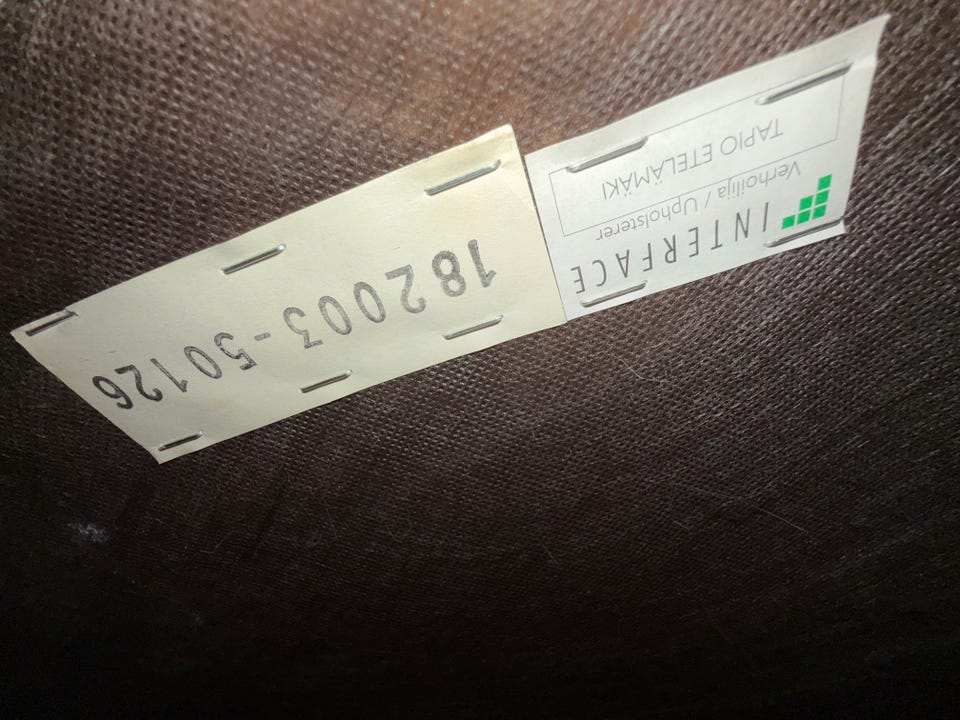 INTERFACE
Verhoilija / Upholsterer
TAPIO ETELÄMÄKI
182003-50126